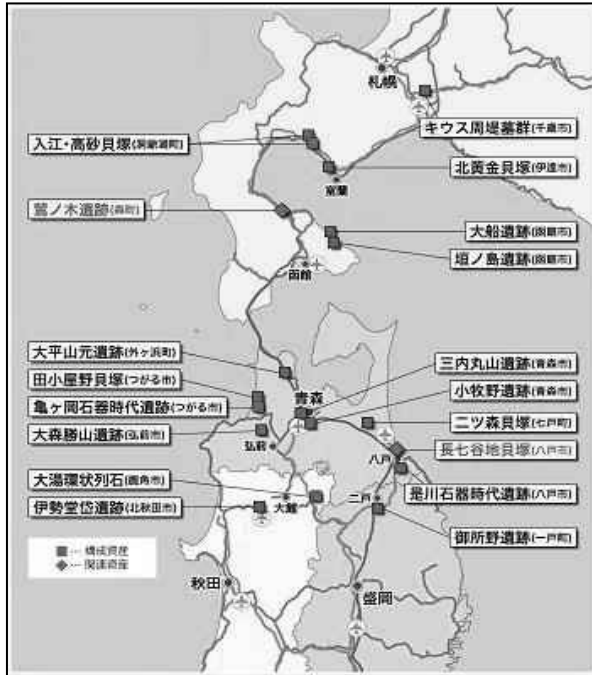 札幌
キウス周堤墓群(千歳市)
入江・高砂貝塚(洞爺湖町)
北黄金貝塚(伊達市)
室蘭
鷲ノ木遺跡(森町)
大船遺跡(函館市)
垣ノ島遺跡(函館市)
函館
大平山元遺跡(外ヶ浜町)
三内丸山遺跡(青森市)
田小屋野貝塚(つがる市)
青森
小牧野遺跡(青森市)
亀ヶ岡石器時代遺跡(つがる市)
二ツ森貝塚(七戸町)
大森勝山遺跡(弘前市)
弘前
八戸
長七谷地貝塚(八戸市)
大湯環状列石(鹿角市)
是川石器時代遺跡(八戸市)
大館
二戸
伊勢堂岱遺跡(北秋田市)
御所野遺跡(一戸町)
■…構成資産
◆…関連資産
秋田
盛岡